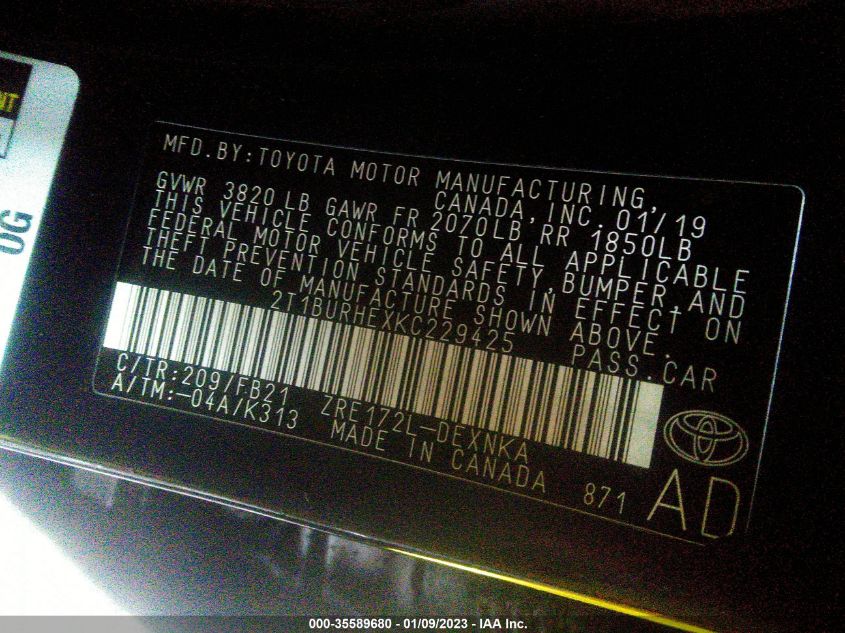 NT
OG
MFD.BY:TOYOTA MOTOR MANUFACTURING,
CANADA, INC. 01/19
GVWR 3820 LB GAWR FR 2070LB RR 1850LB
THIS VEHICLE CONFORMS TO ALL APPLICABLE
FEDERAL MOTOR VEHICLE SAFETY, BUMPER, AND
THEFT PREVENTION STANDARDS IN EFFECT ON
THE DATE OF MANUFACTURE SHOWN ABOVE.
2T1BURHEXKC229425 PASS.CAR
C/TR:209/FB21 ZRE172L-DEXNKA
A/TM:-04A/K313 MADE IN CANADA 871
AD
000-35589680 - 01/09/2023 - IAA Inc.